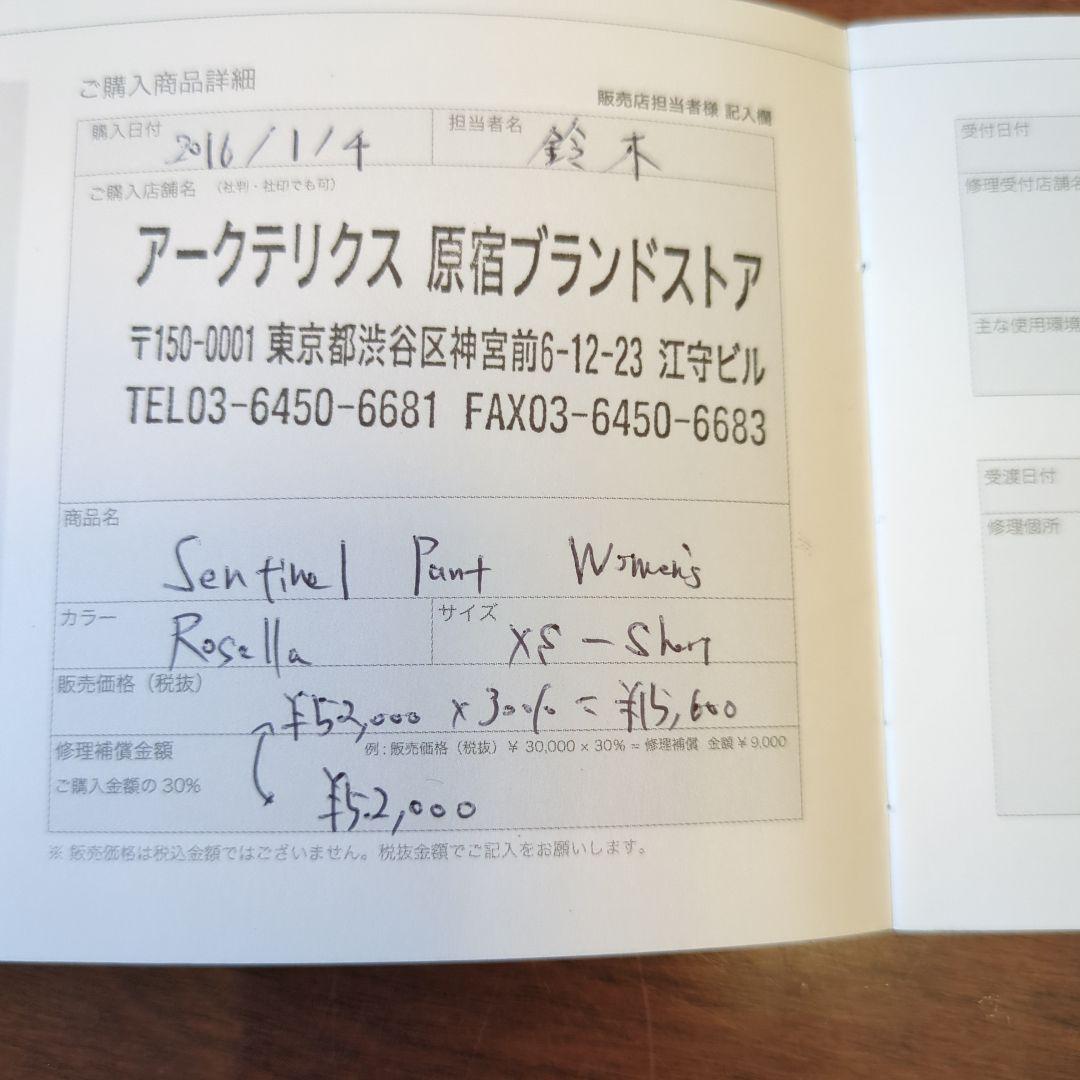 ご購入商品詳細
販売店担当者様 記入欄
購入日付 2016/1/4
担当者名 鈴木
ご購入店舗名 (社判・社印でも可)
アークテリクス 原宿ブランドストア
〒150-0001 東京都渋谷区神宮前6-12-23 江守ビル
TEL03-6450-6681 FAX03-6450-6683
商品名
Sentinel Pant Women's
カラー Rosella
サイズ XS-Short
販売価格（税抜）
¥52,000 × 30% = ¥15,600
修理補償金額
例:販売価格（税抜）¥ 30,000 × 30% = 修理補償 金額 ¥ 9,000
ご購入金額の 30%
¥52,000
※ 販売価格は税込金額ではございません。税抜金額でご記入をお願いします。
受付日付
修理受付店舗名
主な使用環境
受渡日付
修理個所